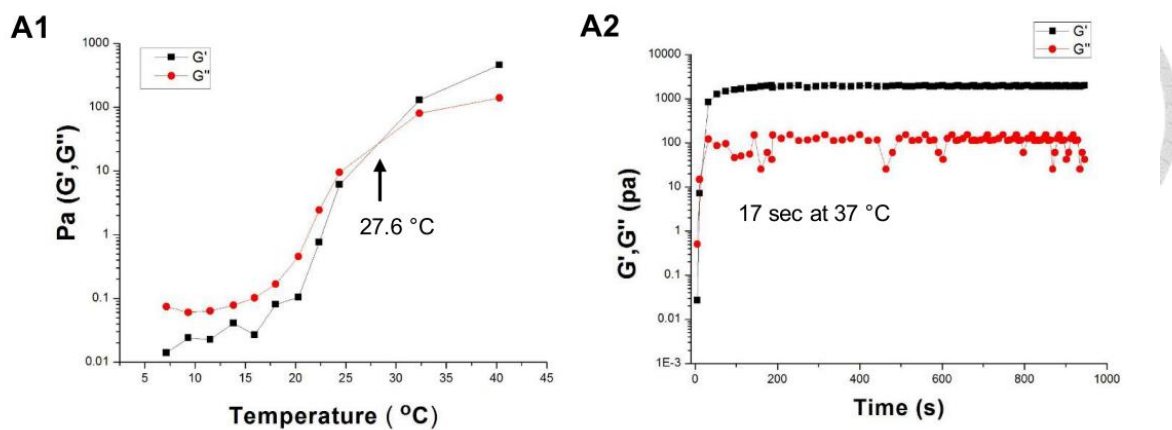 A1
G'
G"
1000
100
10
1
0.1
0.01
Pa (G',G")
27.6 °C
5 10 15 20 25 30 35 40 45
Temperature ( °C)
A2
G'
G"
10000
1000
100
10
1
0.1
0.01
1E-3
G',G" (pa)
17 sec at 37 °C
0 200 400 600 800 1000
Time (s)